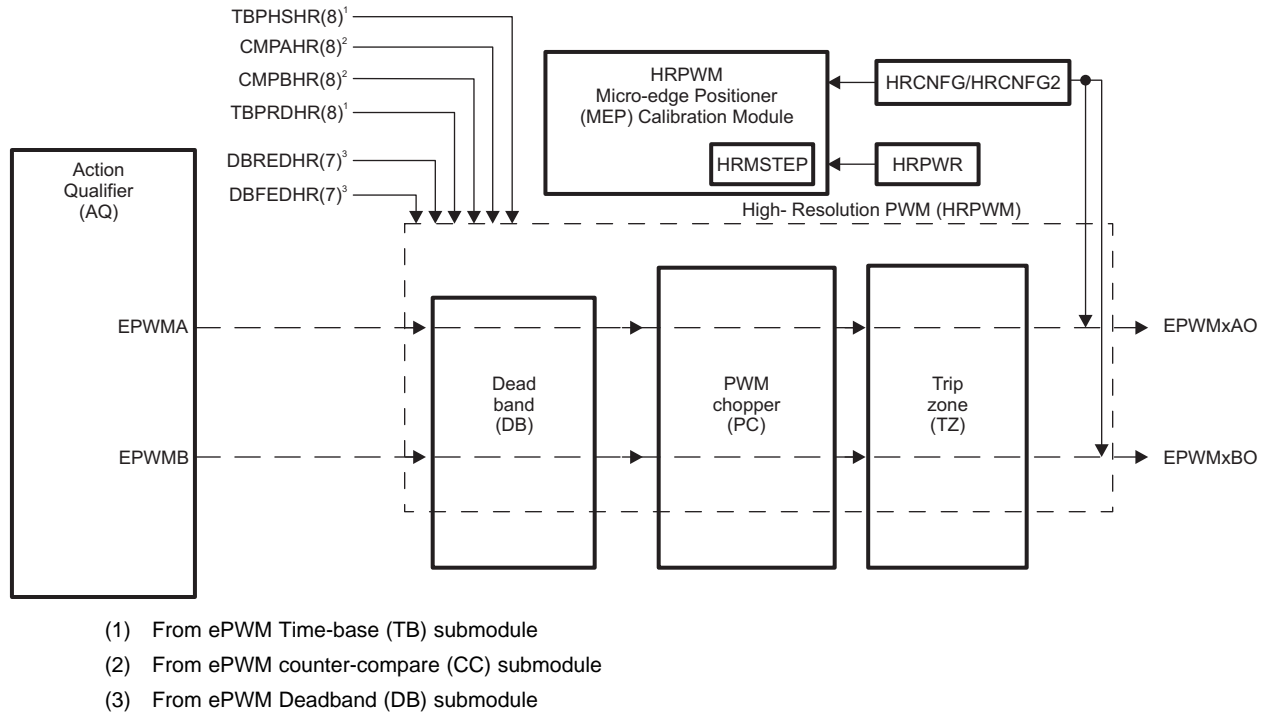 TBPHSHR(8)1
CMPAHR(8)2
CMPBHR(8)2
TBPRDHR(8)1
DBREDHR(7)3
DBFEDHR(7)3
HRPWM
Micro-edge Positioner
(MEP) Calibration Module
HRMSTEP
HRCNFG/HRCNFG2
HRPWR
High- Resolution PWM (HRPWM)
Action
Qualifier
(AQ)
EPWMA
EPWMB
Dead
band
(DB)
PWM
chopper
(PC)
Trip
zone
(TZ)
EPWMxAO
EPWMxBO
(1) From ePWM Time-base (TB) submodule
(2) From ePWM counter-compare (CC) submodule
(3) From ePWM Deadband (DB) submodule